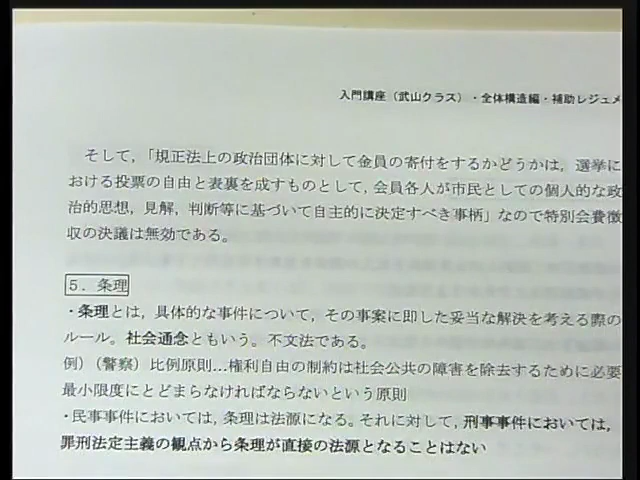 入門講座（武山クラス）・全体構造編・補助レジュメ
そして，「規正法上の政治団体に対して金員の寄付をするかどうかは，選挙に
おける投票の自由と表裏を成すものとして，会員各人が市民としての個人的な政
治的思想，見解，判断等に基づいて自主的に決定すべき事柄」なので特別会費徴
収の決議は無効である。
５．条理
・条理とは，具体的な事件について，その事案に即した妥当な解決を考える際の
ルール。社会通念ともいう。不文法である。
例）（警察）比例原則…権利自由の制約は社会公共の障害を除去するために必要
最小限度にとどまらなければならないという原則
・民事事件においては，条理は法源になる。それに対して，刑事事件においては，
罪刑法定主義の観点から条理が直接の法源となることはない